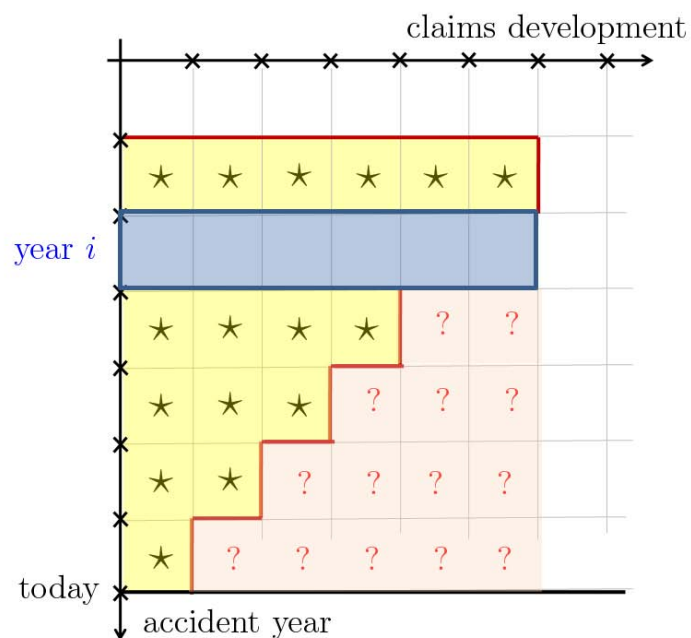 claims development
★ ★ ★ ★ ★ ★
year i
★ ★ ★ ★ ? ?
★ ★ ★ ? ? ?
★ ★ ? ? ? ?
★ ? ? ? ? ?
today
accident year